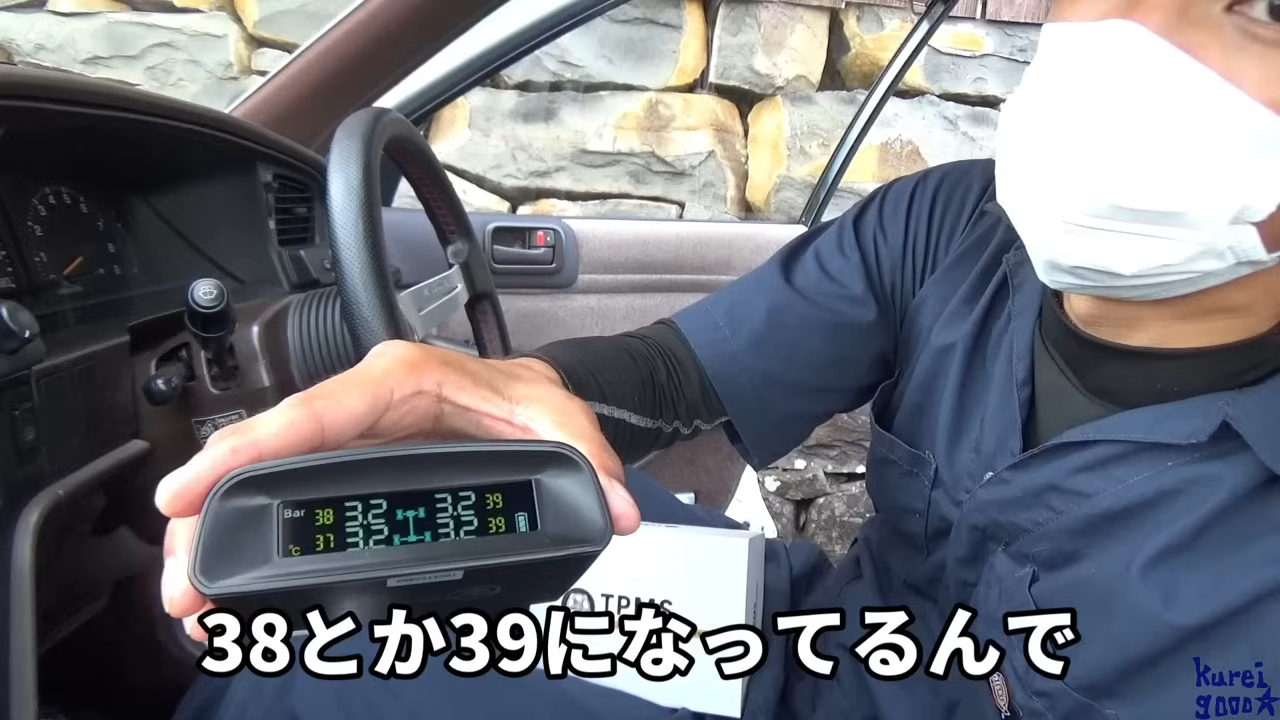 Bar 38 3.2 3.2 39
℃ 37 3.2 3.2 39
TPMS
38とか39になってるんで
kurei
good☆